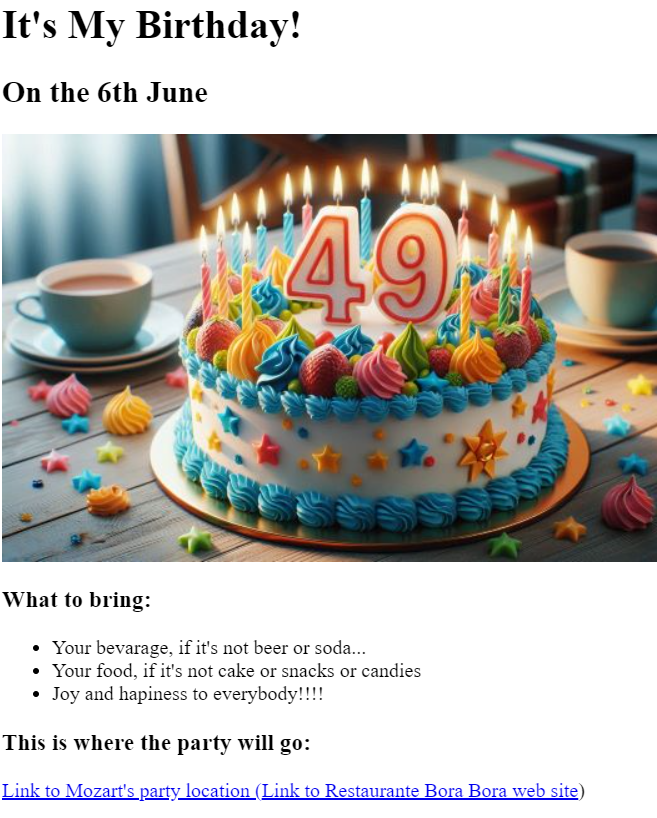 It's My Birthday!
On the 6th June
49
What to bring:
Your bevarage, if it's not beer or soda...
Your food, if it's not cake or snacks or candies
Joy and hapiness to everybody!!!!
This is where the party will go:
Link to Mozart's party location (Link to Restaurante Bora Bora web site)